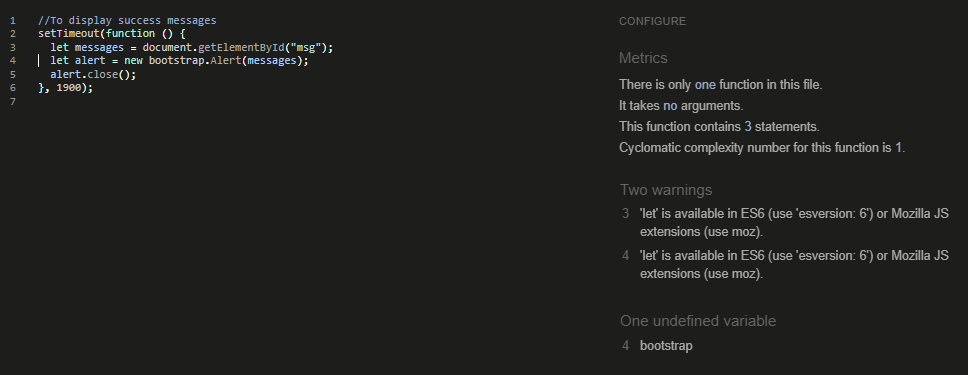 1 //To display success messages
2 setTimeout(function () {
3 let messages = document.getElementById("msg");
4 let alert = new bootstrap.Alert(messages);
5 alert.close();
6 }, 1900);
7
CONFIGURE
Metrics
There is only one function in this file.
It takes no arguments.
This function contains 3 statements.
Cyclomatic complexity number for this function is 1.
Two warnings
3 'let' is available in ES6 (use 'esversion: 6') or Mozilla JS
extensions (use moz).
4 'let' is available in ES6 (use 'esversion: 6') or Mozilla JS
extensions (use moz).
One undefined variable
4 bootstrap